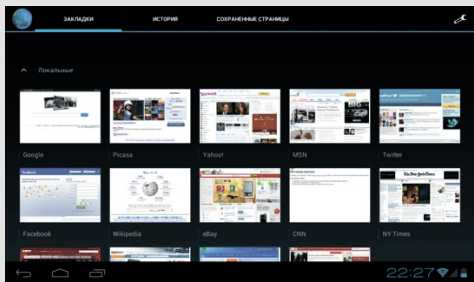 ЗАКЛАДКИ ИСТОРИЯ СОХРАНЕННЫЕ СТРАНИЦЫ
Локальные
Google Picasa Yahoo! MSN Twitter
Facebook Wikipedia eBay CNN NY Times
22:27